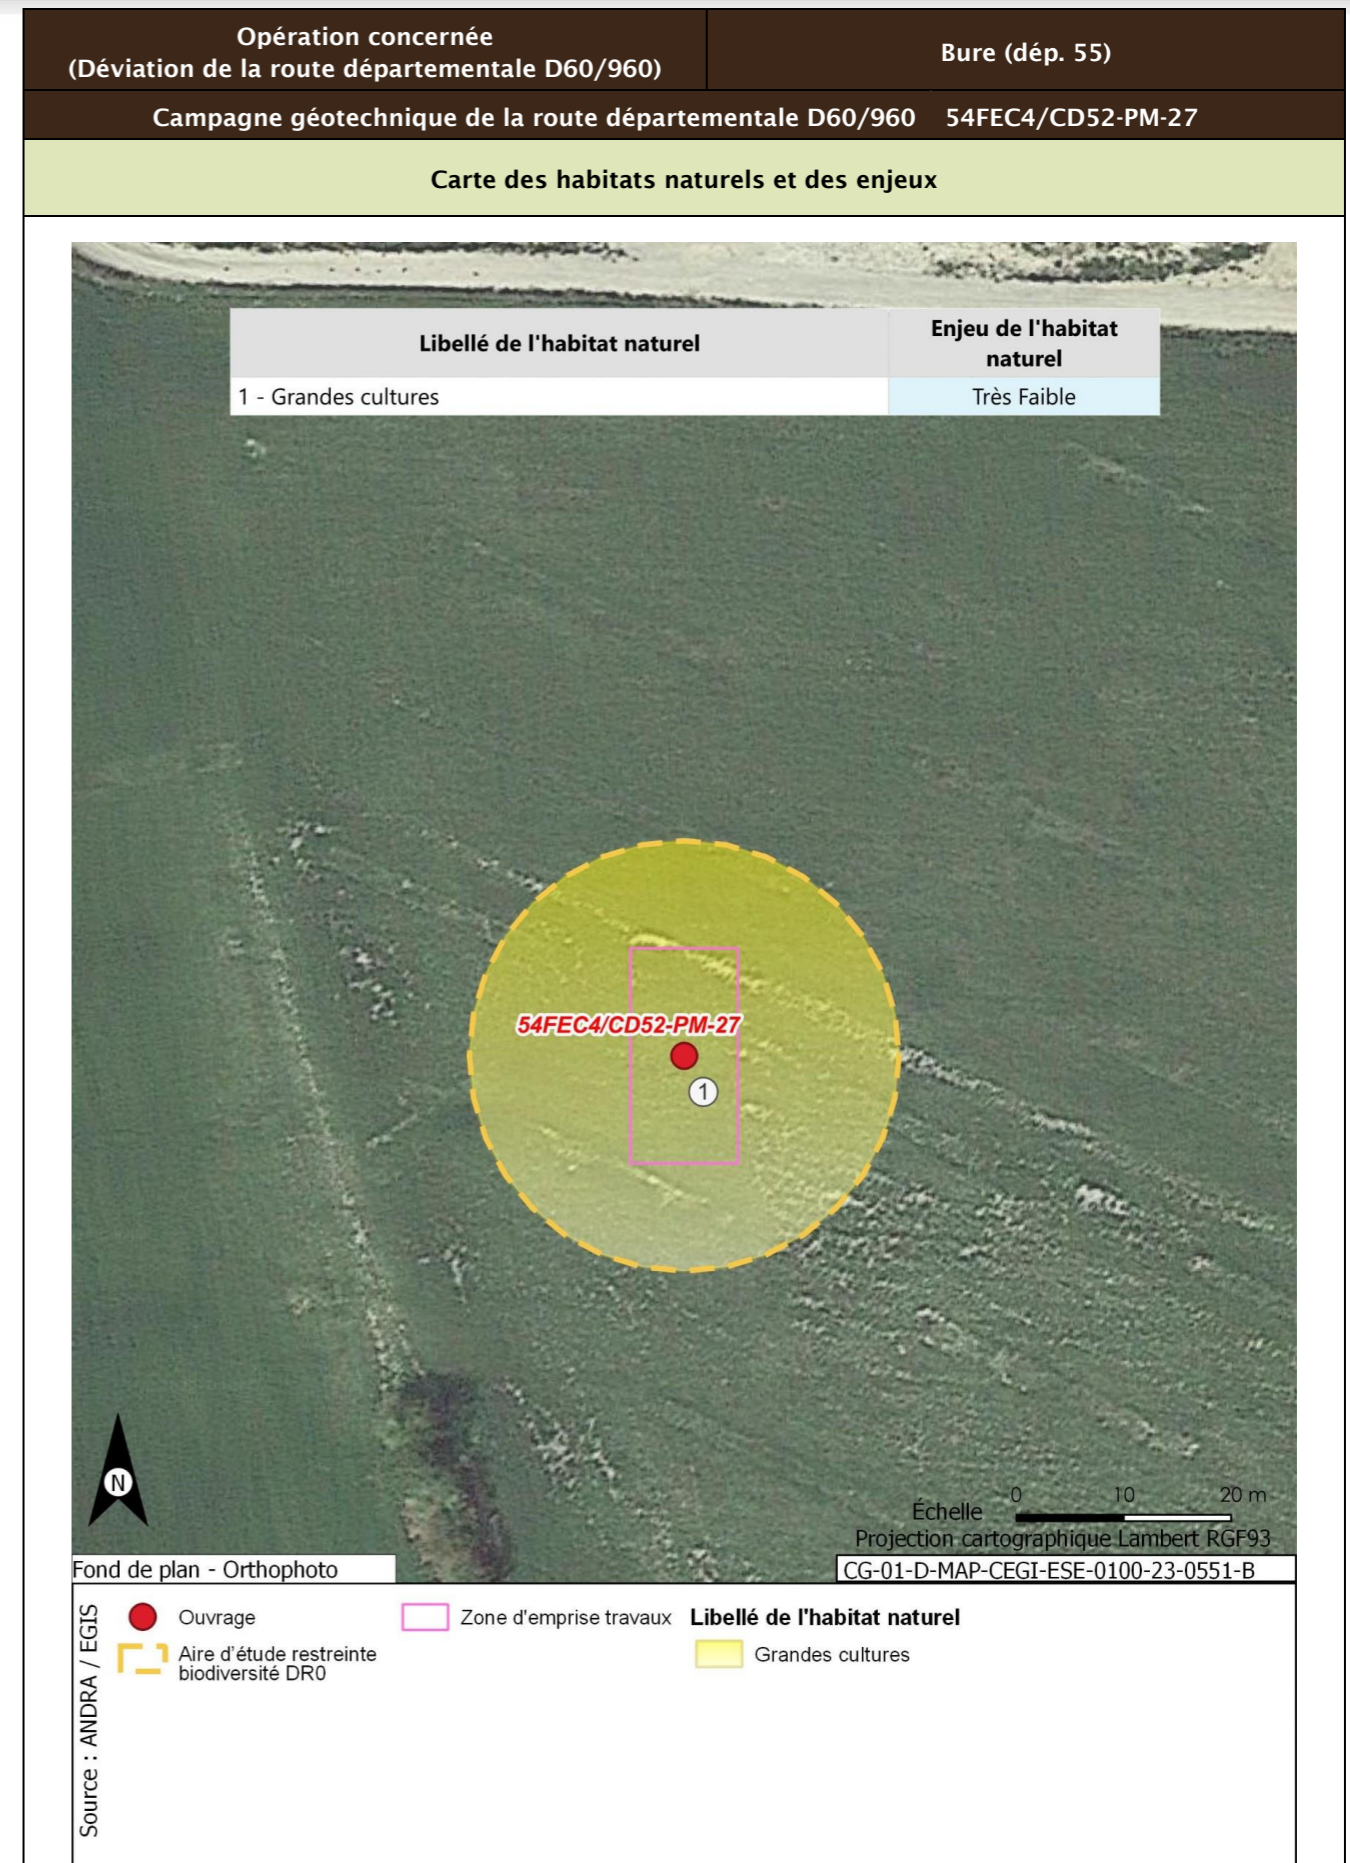 Opération concernée
(Déviation de la route départementale D60/960)
Bure (dép. 55)
Campagne géotechnique de la route départementale D60/960 54FEC4/CD52-PM-27
Carte des habitats naturels et des enjeux
Libellé de l'habitat naturel
Enjeu de l'habitat
naturel
1 - Grandes cultures
Très Faible
54FEC4/CD52-PM-27
1
N
0 10 20 m
Échelle
Projection cartographique Lambert RGF93
Fond de plan - Orthophoto
CG-01-D-MAP-CEGI-ESE-0100-23-0551-B
Source : ANDRA / EGIS
Ouvrage
Aire d'étude restreinte
biodiversité DR0
Zone d'emprise travaux
Libellé de l'habitat naturel
Grandes cultures